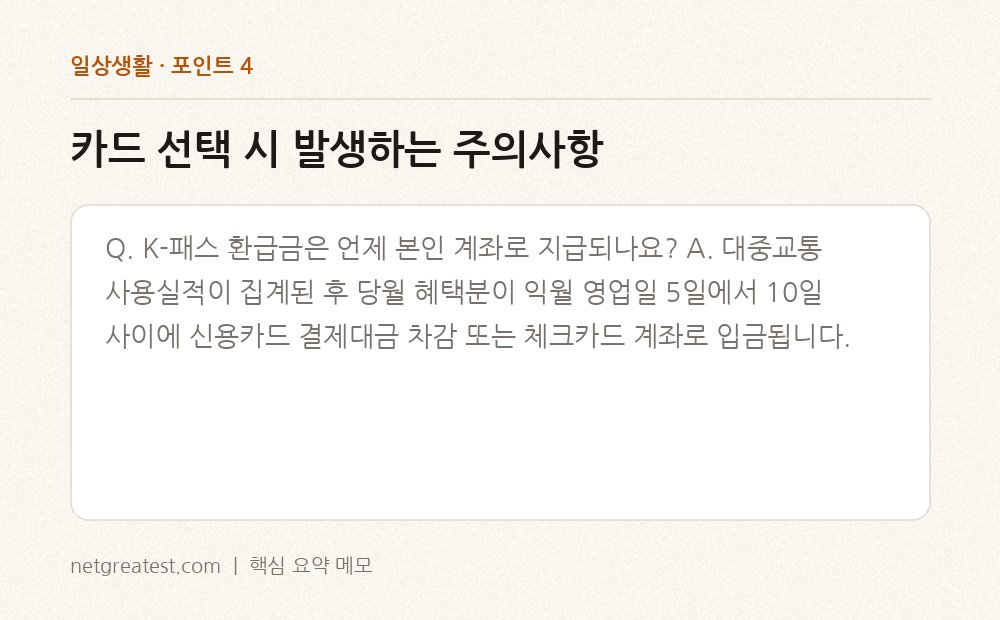 일상생활 · 포인트 4
카드 선택 시 발생하는 주의사항
Q. K-패스 환급금은 언제 본인 계좌로 지급되나요? A. 대중교통
사용실적이 집계된 후 당월 혜택분이 익월 영업일 5일에서 10일
사이에 신용카드 결제대금 차감 또는 체크카드 계좌로 입금됩니다.
netgreatest.com | 핵심 요약 메모